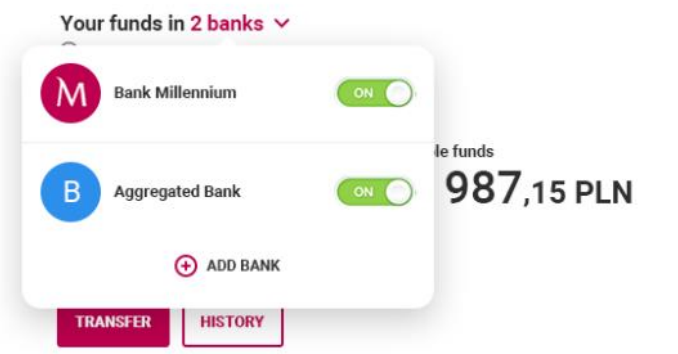 Your funds in 2 banks
M Bank Millennium ON
le funds
987,15 PLN
B Aggregated Bank ON
ADD BANK
TRANSFER HISTORY